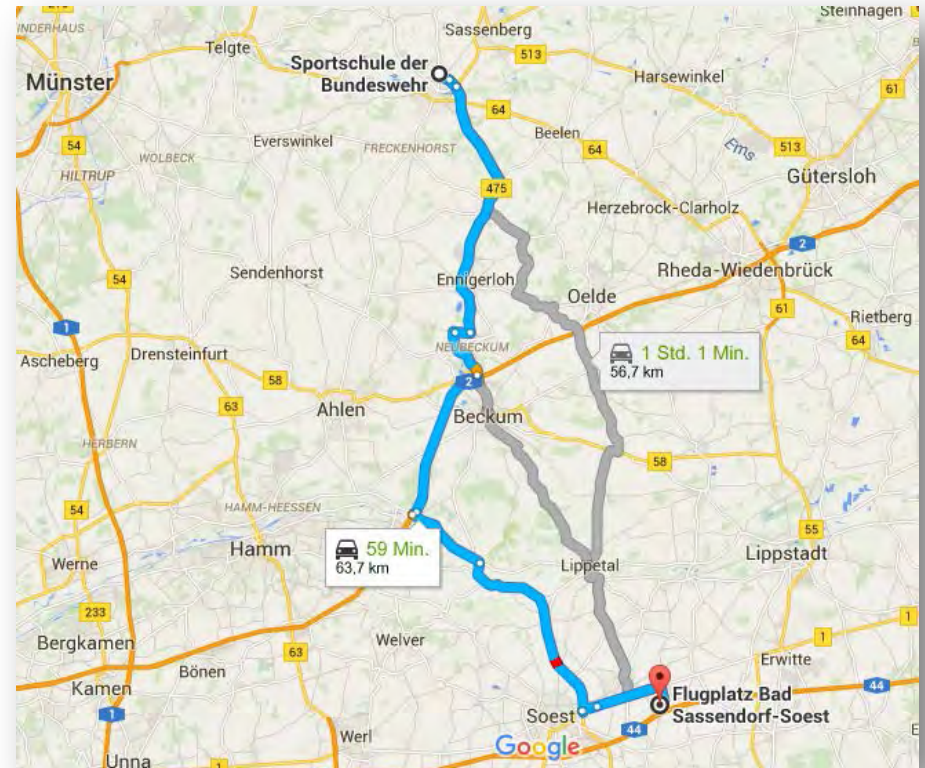 Steinhagen
INDERHAUS
Sassenberg
Telgte
513
Sportschule der
Bundeswehr
Harsewinkel
Münster
61
64
Beelen
Everswinkel
FRECKENHORST
64
513
54
WOLBECK
Ems
HILTRUP
Gütersloh
475
Herzebrock-Clarholz
2
Sendenhorst
Ennigerloh
Rheda-Wiedenbrück
54
Oelde
61
Rietberg
1
64
Drensteinfurt
NEUBECKUM
1 Std. 1 Min.
56,7 km
Ascheberg
58
2
63
Ahlen
Beckum
HERBERN
58
54
HAMM-HEESSEN
55
Hamm
59 Min.
63,7 km
Lippstadt
Werne
Lippetal
233
1
Bergkamen
Welver
1
63
Erwitte
Bönen
Kamen
44
Flugplatz Bad
Sassendorf-Soest
1
Soest
44
Werl
Google
Unna
1